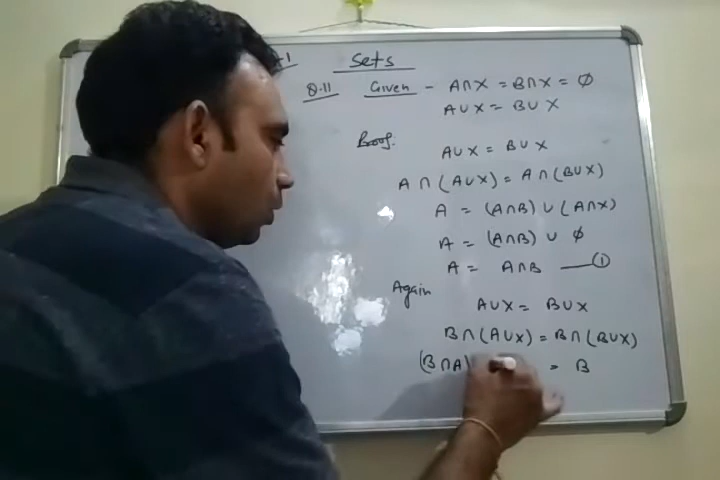 Sets
Q.11 Given - A∩X = B∩X = ∅
A∪X = B∪X
Proof:
A∪X = B∪X
A∩(A∪X) = A∩(B∪X)
A = (A∩B)∪(A∩X)
A = (A∩B)∪ ∅
A = A∩B —①
Again
A∪X = B∪X
B∩(A∪X) = B∩(B∪X)
(B∩A) = B